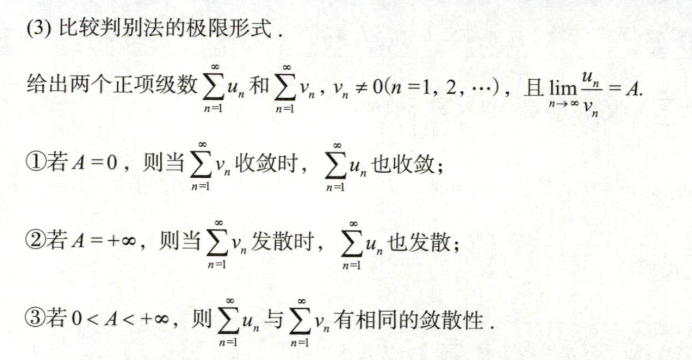 (3) 比较判别法的极限形式．
给出两个正项级数 $\sum_{n=1}^{\infty} u_n$ 和 $\sum_{n=1}^{\infty} v_n$，$v_n \neq 0(n=1, 2, \cdots)$，且 $\lim_{n \to \infty} \frac{u_n}{v_n} = A$.
①若 $A=0$，则当 $\sum_{n=1}^{\infty} v_n$ 收敛时，$\sum_{n=1}^{\infty} u_n$ 也收敛；
②若 $A=+\infty$，则当 $\sum_{n=1}^{\infty} v_n$ 发散时，$\sum_{n=1}^{\infty} u_n$ 也发散；
③若 $0<A<+\infty$，则 $\sum_{n=1}^{\infty} u_n$ 与 $\sum_{n=1}^{\infty} v_n$ 有相同的敛散性．